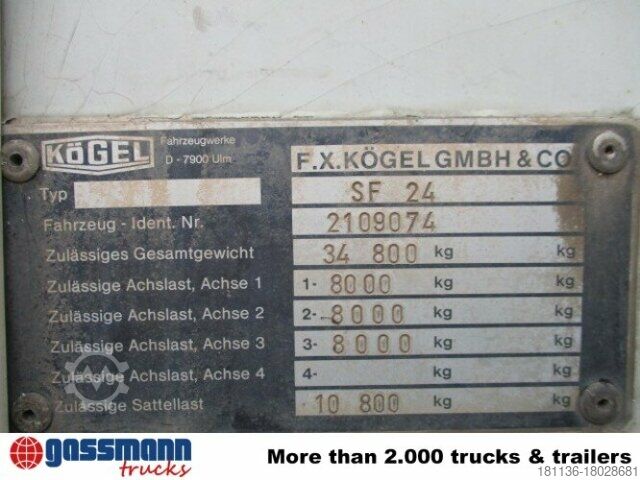 KÖGEL Fahrzeugwerke D - 7900 Ulm F.X.KÖGEL GMBH & CO
Typ SF 24
Fahrzeug - Ident. Nr. 2109074
Zulässiges Gesamtgewicht 34 800 kg kg
Zulässige Achslast, Achse 1 1- 8000 kg kg
Zulässige Achslast, Achse 2 2- 8000 kg kg
Zulässige Achslast, Achse 3 3- 8000 kg kg
Zulässige Achslast, Achse 4 4- kg kg
Zulässige Sattellast 10 800 kg kg
gassmann trucks
More than 2.000 trucks & trailers
181136-18028681